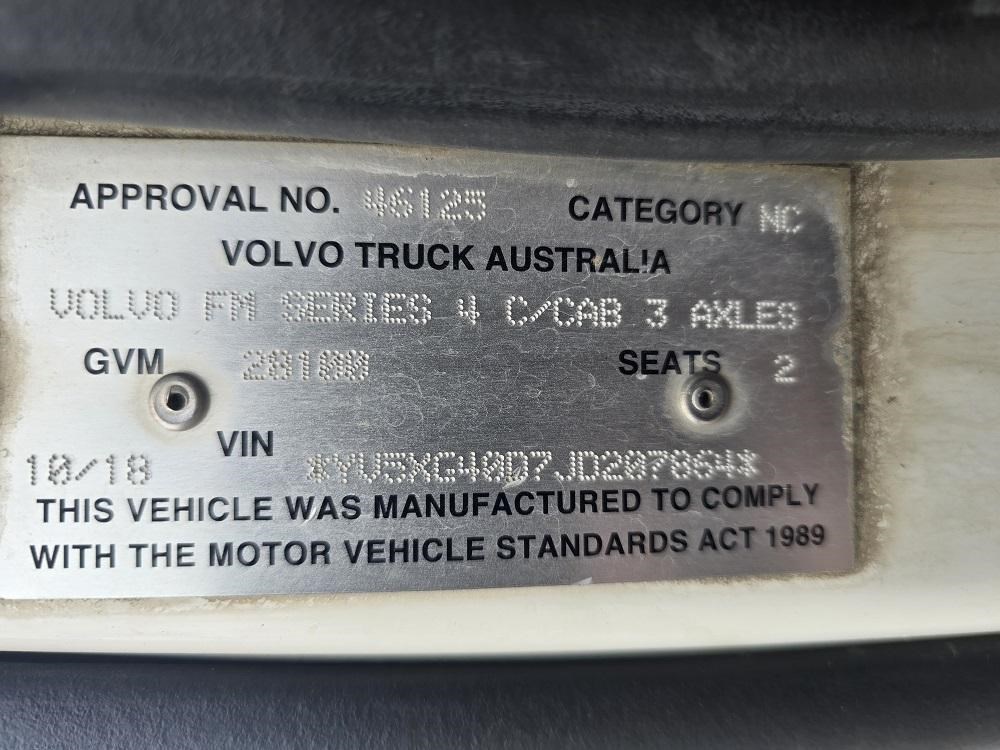 APPROVAL NO. 46125 CATEGORY NC
VOLVO TRUCK AUSTRALIA
VOLVO FM SERIES 4 C/CAB 3 AXLES
GVM 28100 SEATS 2
VIN
10/18 *YV5XG40D7JD207864*
THIS VEHICLE WAS MANUFACTURED TO COMPLY
WITH THE MOTOR VEHICLE STANDARDS ACT 1989